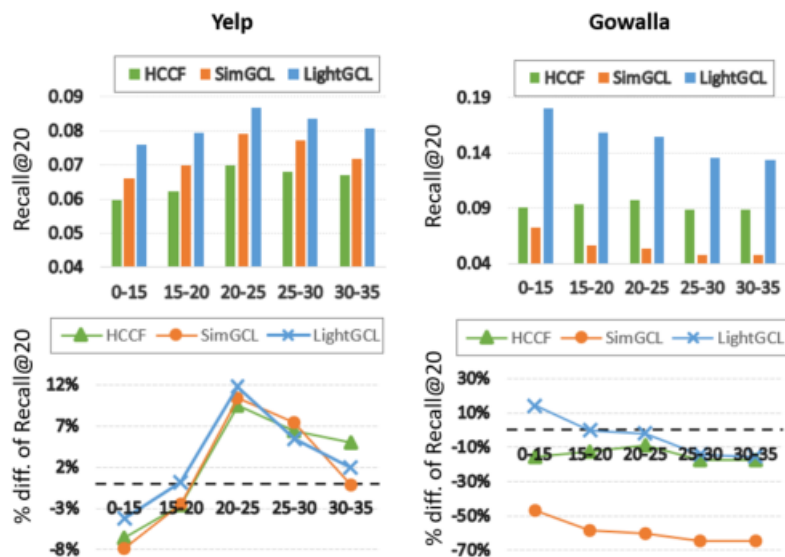 Yelp
HCCF SimGCL LightGCL
Recall@20
0.09
0.08
0.07
0.06
0.05
0.04
0-15 15-20 20-25 25-30 30-35
Gowalla
HCCF SimGCL LightGCL
Recall@20
0.19
0.14
0.09
0.04
0-15 15-20 20-25 25-30 30-35
HCCF SimGCL LightGCL
% diff. of Recall@20
12%
7%
2%
-3%
-8%
0-15 15-20 20-25 25-30 30-35
HCCF SimGCL LightGCL
% diff. of Recall@20
30%
10%
-10%
-30%
-50%
-70%
0-15 15-20 20-25 25-30 30-35